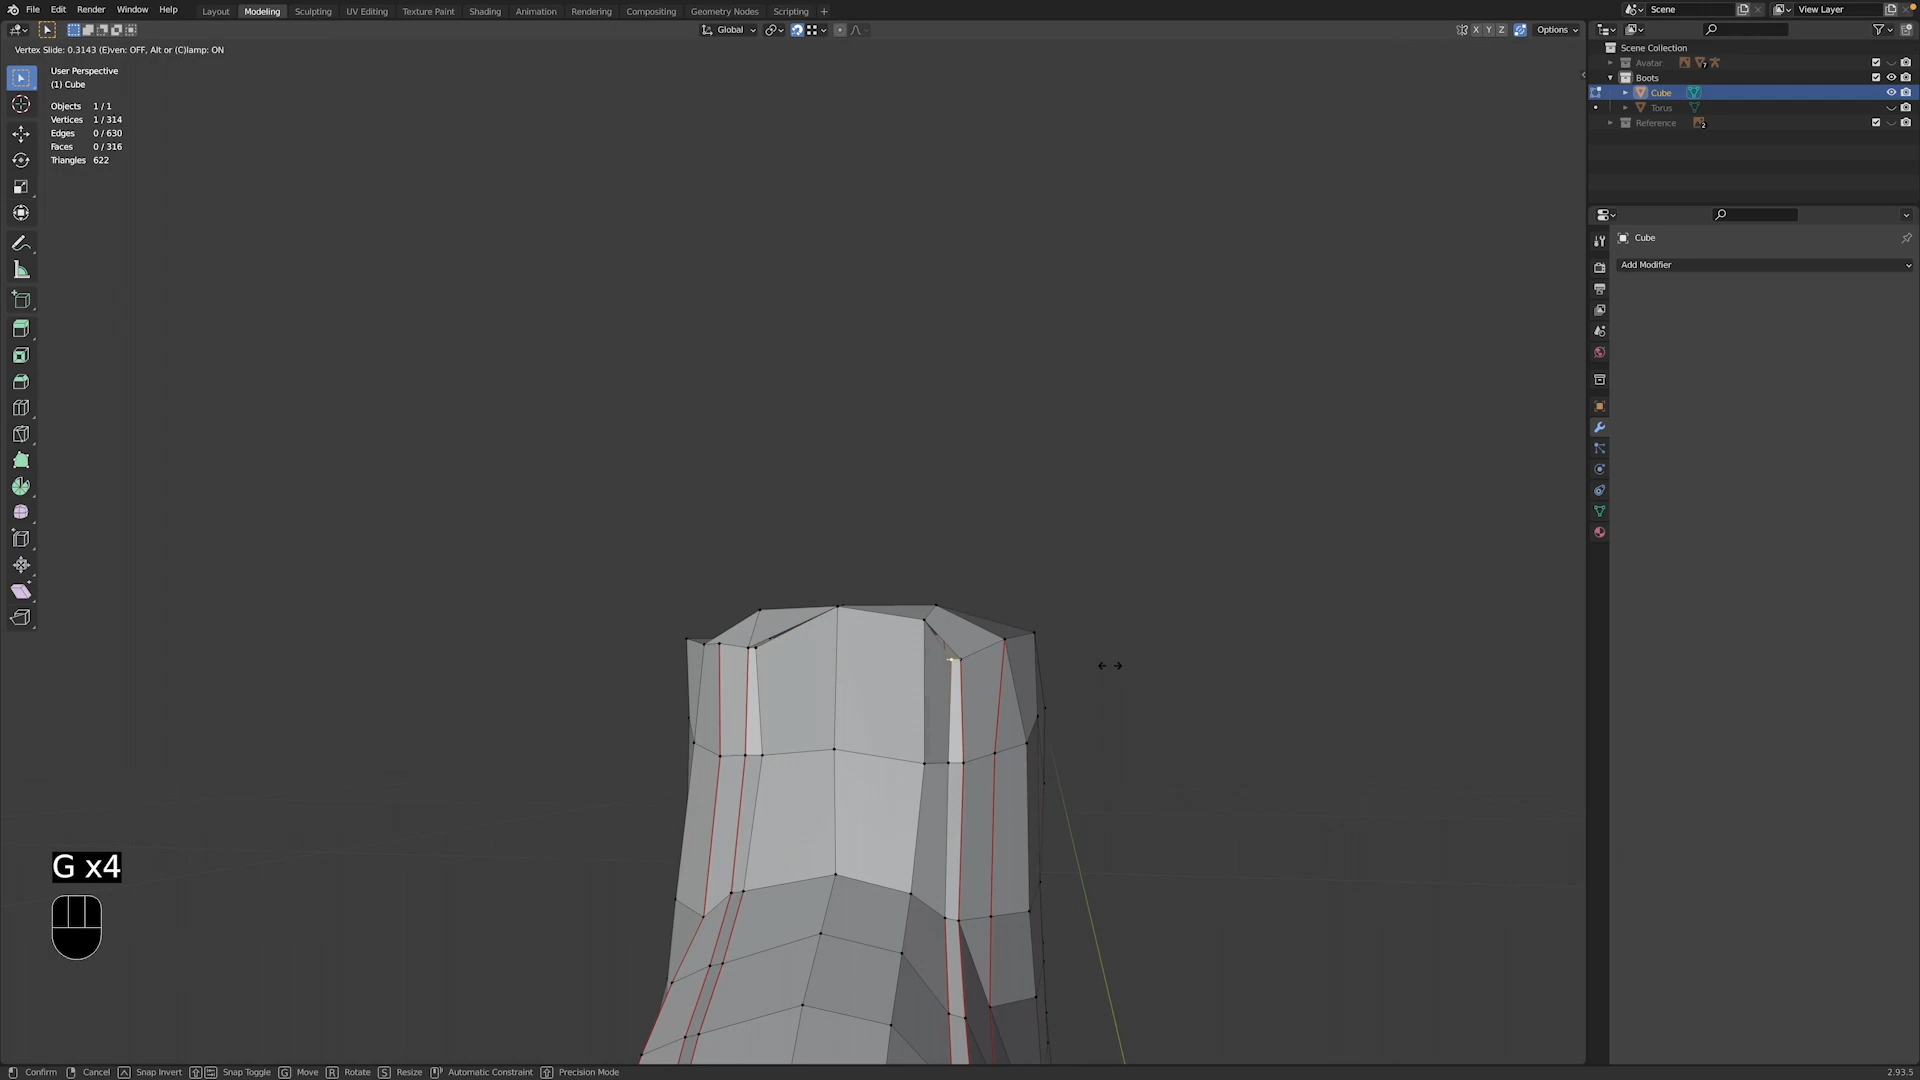 File Edit Render Window Help Layout Modeling Sculpting UV Editing Texture Paint Shading Animation Rendering Compositing Geometry Nodes Scripting + Scene View Layer
Global X Y Z Options
Vertex Slide: 0.3143 (E)ven: OFF, Alt or (C)lamp: ON
User Perspective
(1) Cube
Objects 1 / 1
Vertices 1 / 314
Edges 0 / 630
Faces 0 / 316
Triangles 622
Scene Collection
Avatar 7
Boots
Cube
Torus
Reference 2
Cube
Add Modifier
G x4
Confirm Cancel Snap Invert Snap Toggle G Move R Rotate S Resize Automatic Constraint Precision Mode 2.93.5